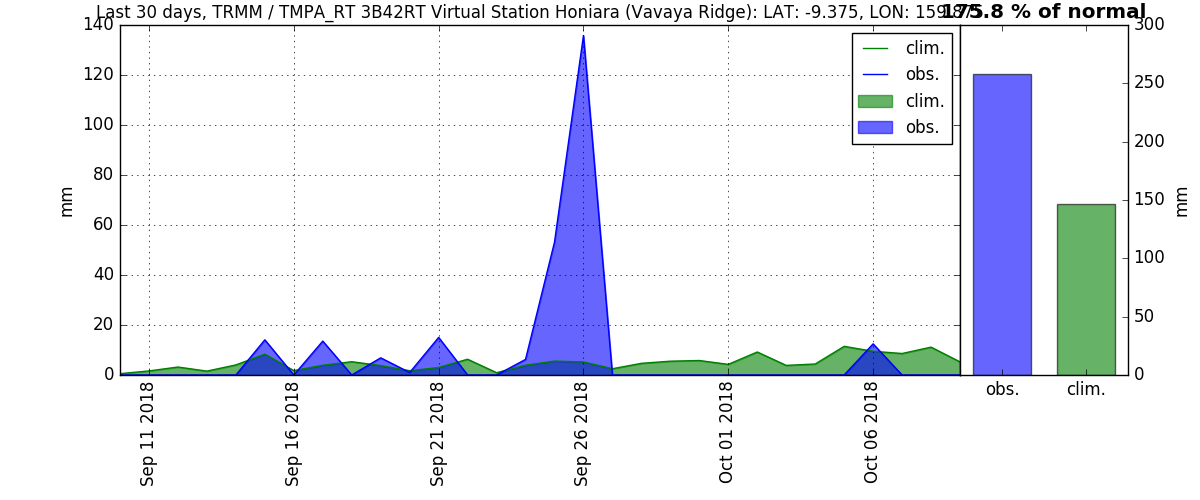 Last 30 days, TRMM / TMPA_RT 3B42RT Virtual Station Honiara (Vavaya Ridge): LAT: -9.375, LON:
175.8 % of normal
140
120
100
80
60
40
20
0
mm
clim.
obs.
clim.
obs.
Sep 11 2018
Sep 16 2018
Sep 21 2018
Sep 26 2018
Oct 01 2018
Oct 06 2018
300
250
200
150
100
50
0
mm
obs.
clim.